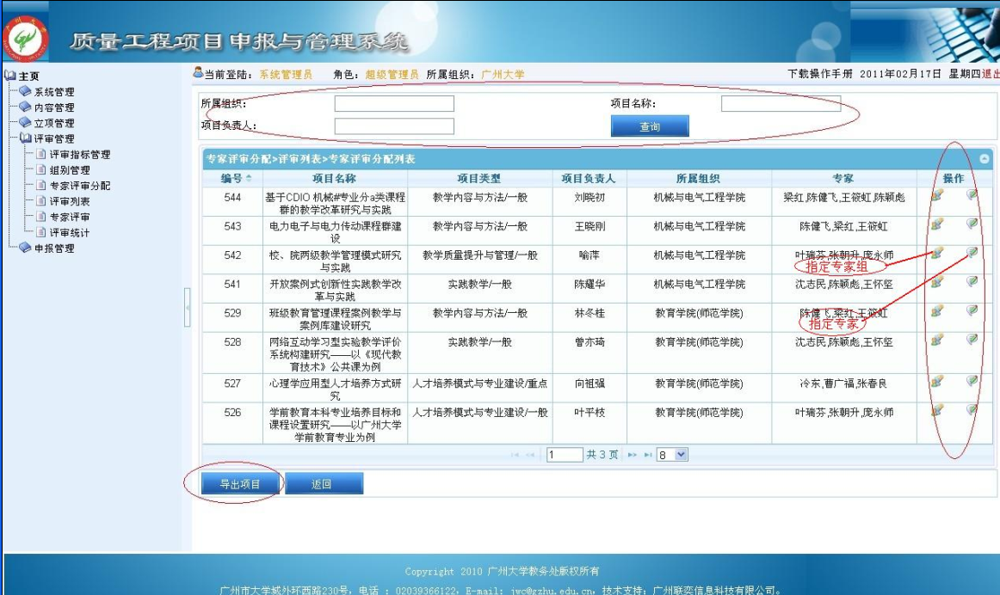 质量工程项目申报与管理系统
当前登陆：系统管理员 角色：超级管理员 所属组织：广州大学
下载操作手册 2011年02月17日 星期四退出
主页
系统管理
内容管理
立项管理
评审管理
评审指标管理
组别管理
专家评审分配
评审列表
专家评审
评审统计
申报管理
所属组织：
项目名称：
项目负责人：
查询
专家评审分配>评审列表>专家评审分配列表
编号 项目名称 项目类型 项目负责人 所属组织 专家 操作
544 基于CDIO 机械#专业分a类课程 教学内容与方法/一般 刘晓初 机械与电气工程学院 梁红,陈健飞,王筱虹,陈颖彪
群的教学改革研究与实践
543 电力电子与电力传动课程群建 教学内容与方法/一般 王晓刚 机械与电气工程学院 陈健飞,梁红,王筱虹
设
542 校、院两级教学管理模式研究 教学质量提升与管理/一般 喻萍 机械与电气工程学院 叶瑞芬,张朝升,庞永师
与实践
指定专家组
541 开放案例式创新性实践教学改 实践教学/一般 陈耀华 机械与电气工程学院 沈志民,陈颖彪,王怀坚
革与实践
529 班级教育管理课程案例教学与 教学内容与方法/一般 林冬桂 教育学院(师范学院) 陈健飞,梁红,王筱虹
案例库建设研究
指定专家
528 网络互动学习型实验教学评价 实践教学/一般 曾亦琦 教育学院(师范学院) 沈志民,陈颖彪,王怀坚
系统构建研究——以《现代教
育技术》公共课为例
527 心理学应用型人才培养方式研 人才培养模式与专业建设/重点 向祖强 教育学院(师范学院) 冷东,曹广福,张春良
究
526 学前教育本科专业培养目标和 人才培养模式与专业建设/一般 叶平枝 教育学院(师范学院) 叶瑞芬,张朝升,庞永师
课程设置研究——以广州大学
学前教育专业为例
1 共 3 页 8
导出项目 返回
Copyright 2010 广州大学教务处版权所有
广州市大学城外环西路230号，电话 ：02039366122，E-mail：jwc@gzhu.edu.cn，技术支持：广州联奕信息科技有限公司。